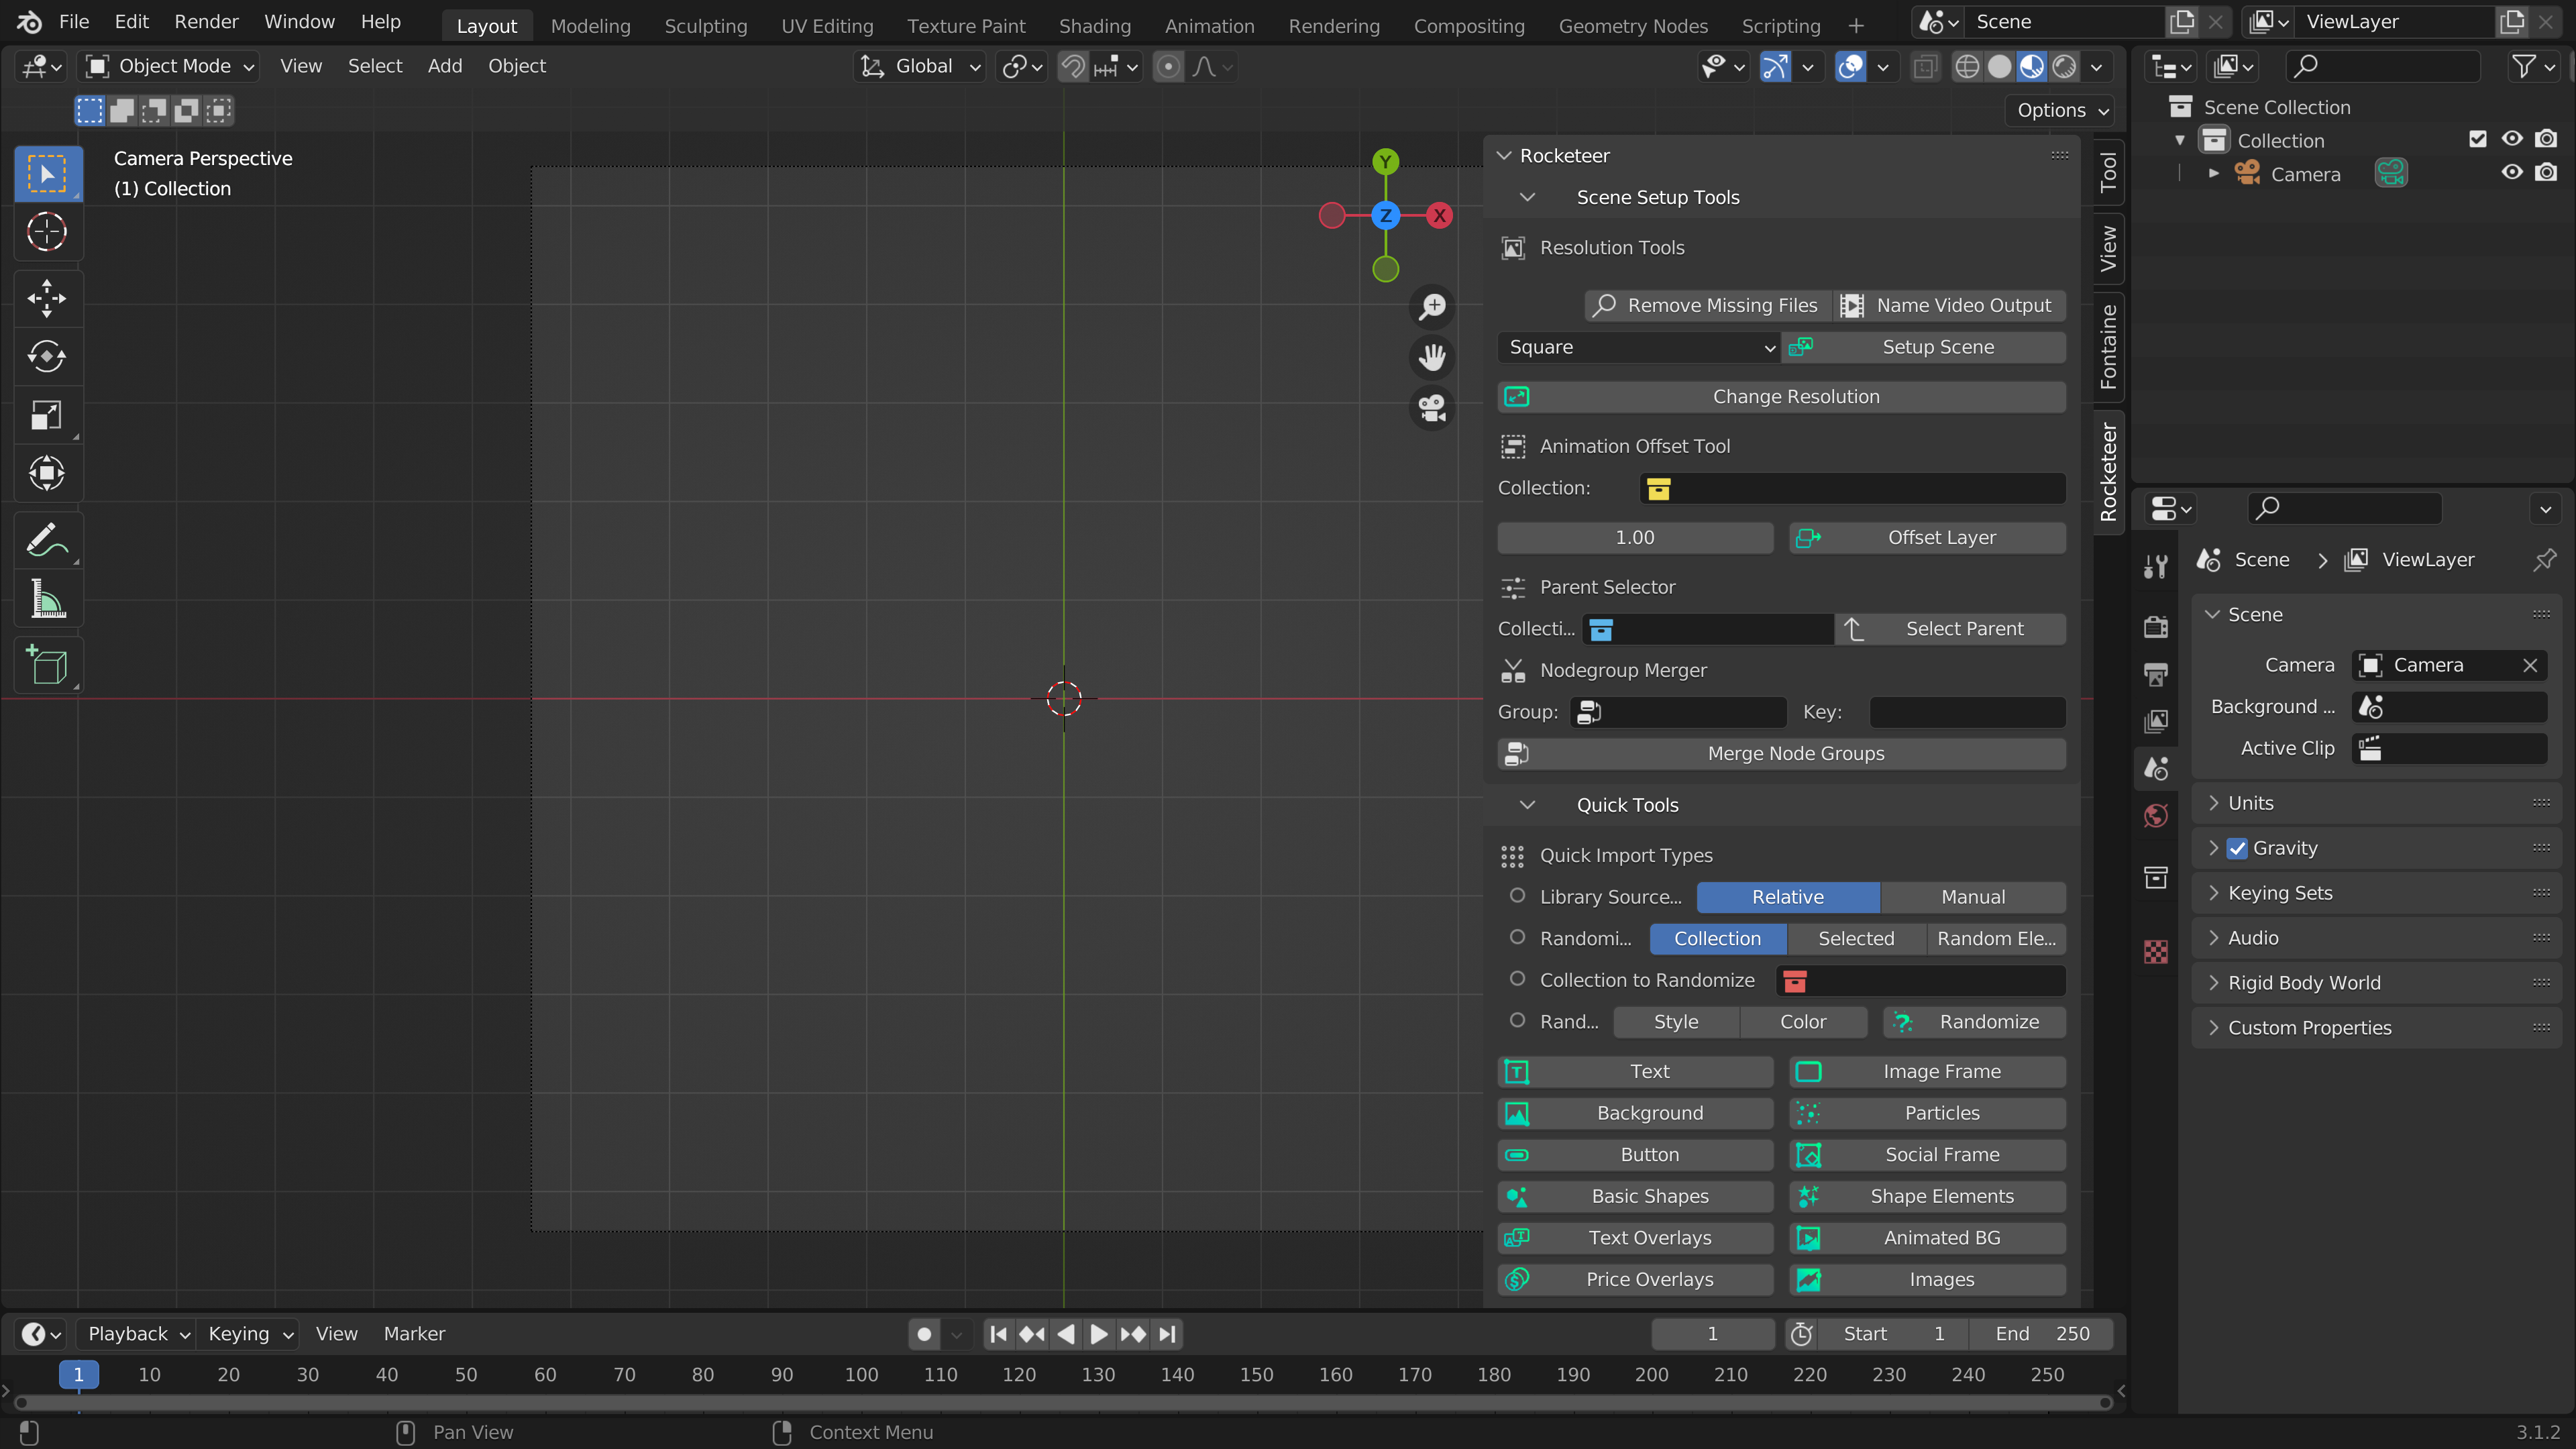 File Edit Render Window Help Layout Modeling Sculpting UV Editing Texture Paint Shading Animation Rendering Compositing Geometry Nodes Scripting + Scene ViewLayer
Object Mode View Select Add Object Global
Options
Camera Perspective
(1) Collection
Y
Z
X
Rocketeer
Scene Setup Tools
Resolution Tools
Remove Missing Files Name Video Output
Square Setup Scene
Change Resolution
Animation Offset Tool
Collection:
1.00 Offset Layer
Parent Selector
Collecti... Select Parent
Nodegroup Merger
Group: Key:
Merge Node Groups
Quick Tools
Quick Import Types
Library Source... Relative Manual
Randomi... Collection Selected Random Ele...
Collection to Randomize
Rand... Style Color Randomize
Text Image Frame
Background Particles
Button Social Frame
Basic Shapes Shape Elements
Text Overlays Animated BG
Price Overlays Images
Tool
View
Fontaine
Rocketeer
Scene Collection
Collection
Camera
Scene ViewLayer
Scene
Camera Camera
Background ...
Active Clip
Units
Gravity
Keying Sets
Audio
Rigid Body World
Custom Properties
Playback Keying View Marker 1 Start 1 End 250
1 10 20 30 40 50 60 70 80 90 100 110 120 130 140 150 160 170 180 190 200 210 220 230 240 250
Pan View Context Menu 3.1.2